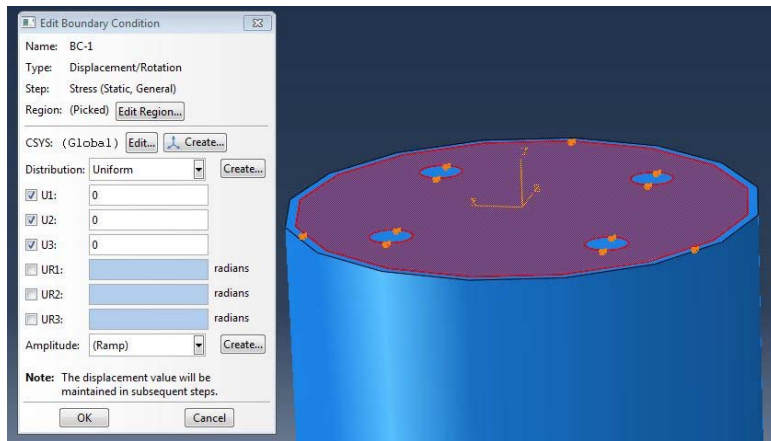 Edit Boundary Condition
Name: BC-1
Type: Displacement/Rotation
Step: Stress (Static, General)
Region: (Picked) Edit Region...
CSYS: (Global) Edit... Create...
Distribution: Uniform Create...
U1: 0
U2: 0
U3: 0
UR1: radians
UR2: radians
UR3: radians
Amplitude: (Ramp) Create...
Note: The displacement value will be
maintained in subsequent steps.
OK Cancel
Y
Z